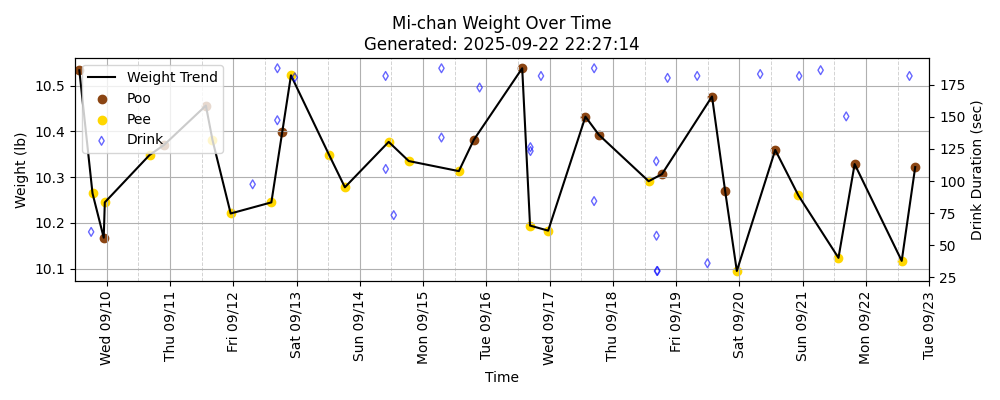 Mi-chan Weight Over Time
Generated: 2025-09-22 22:27:14
Weight Trend
Poo
Pee
Drink
Weight (lb)
10.5
10.4
10.3
10.2
10.1
175
150
125
100
75
50
25
Drink Duration (sec)
Wed 09/10
Thu 09/11
Fri 09/12
Sat 09/13
Sun 09/14
Mon 09/15
Tue 09/16
Wed 09/17
Thu 09/18
Fri 09/19
Sat 09/20
Sun 09/21
Mon 09/22
Tue 09/23
Time